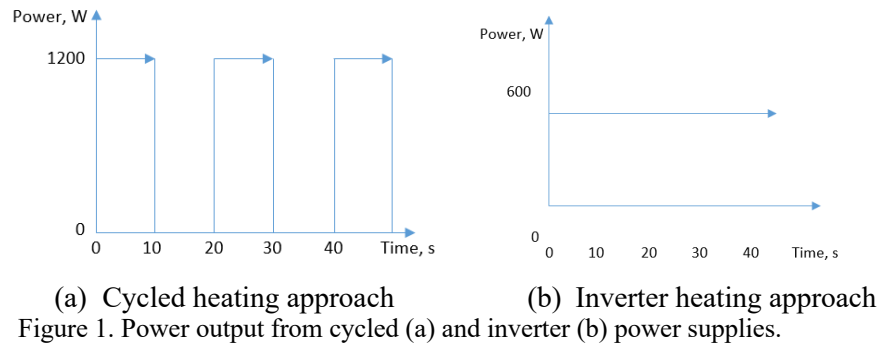 Power, W
1200
0
0 10 20 30 40 Time, s
Power, W
600
0
0 10 20 30 40 Time, s
(a) Cycled heating approach
(b) Inverter heating approach
Figure 1. Power output from cycled (a) and inverter (b) power supplies.